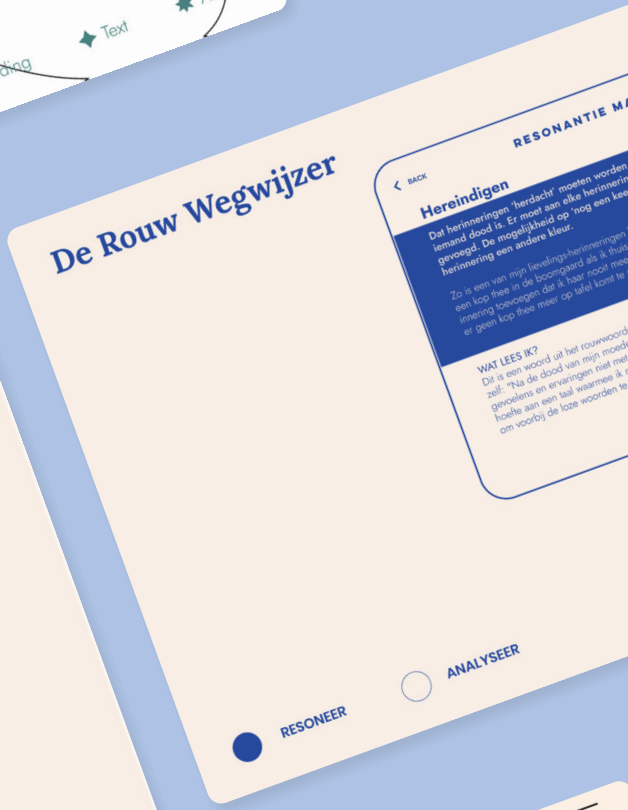 ding
Text
De Rouw Wegwijzer
BACK
RESONANTIE MA
Hereindigen
Dat herinneringen ‘herdacht’ moeten worden
iemand dood is. Er moet aan elke herinnerin
gevoegd. De mogelijkheid op ‘nog een kee
herinnering een andere kleur.
Zo is een van mijn lievelings-herinneringen
een kop thee in de boomgaard als ik thuis
innering toevoegen dat ik haar nooit mee
er geen kop thee meer op tafel komt te
WAT LEES IK?
Dit is een woord uit het rouwwoorde
zelf. “Na de dood van mijn moede
gevoelens en ervaringen niet met
hoefte aan een taal waarmee ik
om voorbij de loze woorden te
RESONEER
ANALYSEER